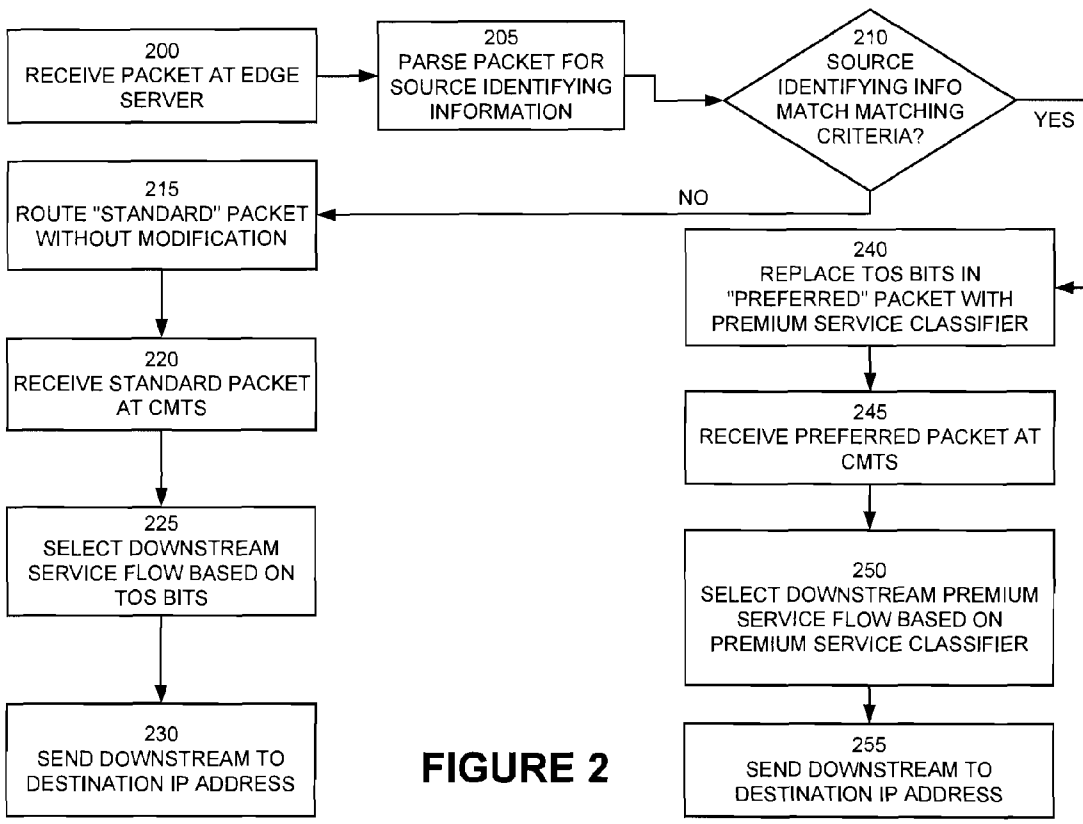 200
RECEIVE PACKET AT EDGE
SERVER
205
PARSE PACKET FOR
SOURCE IDENTIFYING
INFORMATION
210
SOURCE
IDENTIFYING INFO
MATCH MATCHING
CRITERIA?
YES
NO
215
ROUTE "STANDARD" PACKET
WITHOUT MODIFICATION
220
RECEIVE STANDARD PACKET
AT CMTS
225
SELECT DOWNSTREAM
SERVICE FLOW BASED ON
TOS BITS
230
SEND DOWNSTREAM TO
DESTINATION IP ADDRESS
240
REPLACE TOS BITS IN
"PREFERRED" PACKET WITH
PREMIUM SERVICE CLASSIFIER
245
RECEIVE PREFERRED PACKET AT
CMTS
250
SELECT DOWNSTREAM PREMIUM
SERVICE FLOW BASED ON
PREMIUM SERVICE CLASSIFIER
255
SEND DOWNSTREAM TO
DESTINATION IP ADDRESS
FIGURE 2